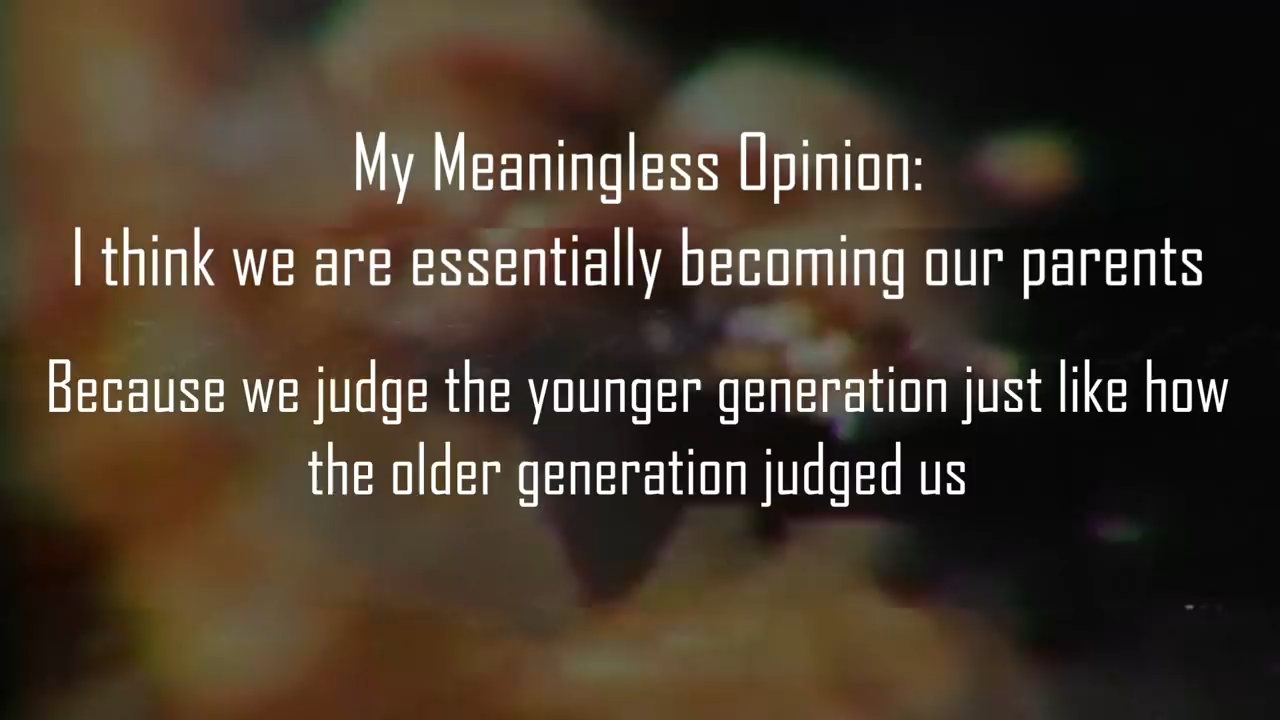 My Meaningless Opinion:
I think we are essentially becoming our parents
Because we judge the younger generation just like how
the older generation judged us